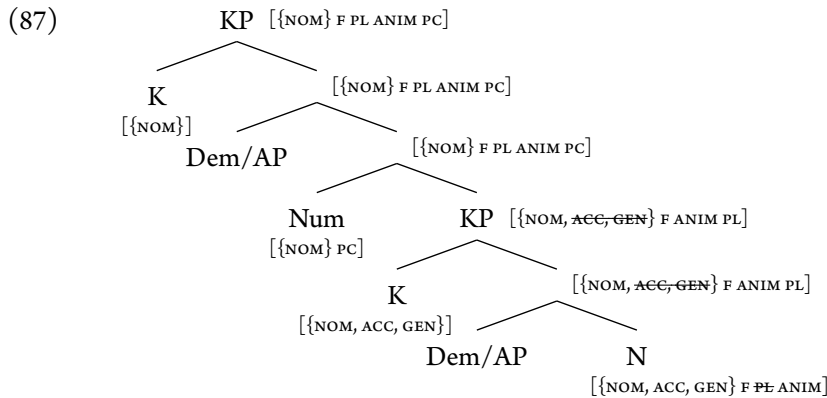 (87)
KP [{NOM} F PL ANIM PC]
K
[{NOM}]
[{NOM} F PL ANIM PC]
Dem/AP
[{NOM} F PL ANIM PC]
Num
[{NOM} PC]
KP [{NOM, ACC, GEN} F ANIM PL]
K
[{NOM, ACC, GEN}]
[{NOM, ACC, GEN} F ANIM PL]
Dem/AP
N
[{NOM, ACC, GEN} F PL ANIM]